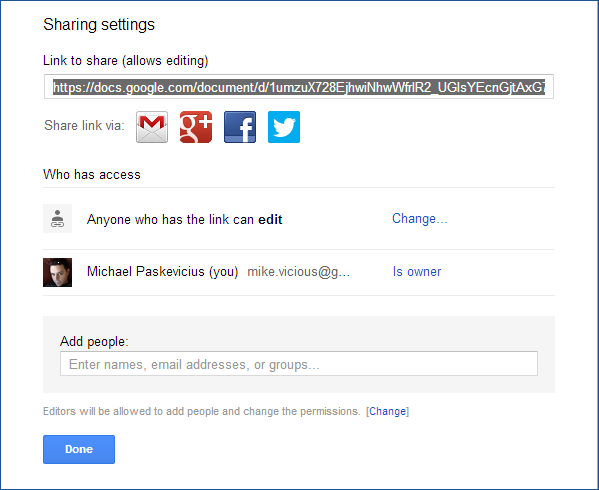 Sharing settings
Link to share (allows editing)
https://docs.google.com/document/d/1umzuX728EjhwiNhwWfrlR2_UGlsYEcnGjtAxG7
Share link via:
Who has access
Anyone who has the link can edit Change...
Michael Paskevicius (you) mike.vicious@g... Is owner
Add people:
Enter names, email addresses, or groups...
Editors will be allowed to add people and change the permissions. [Change]
Done